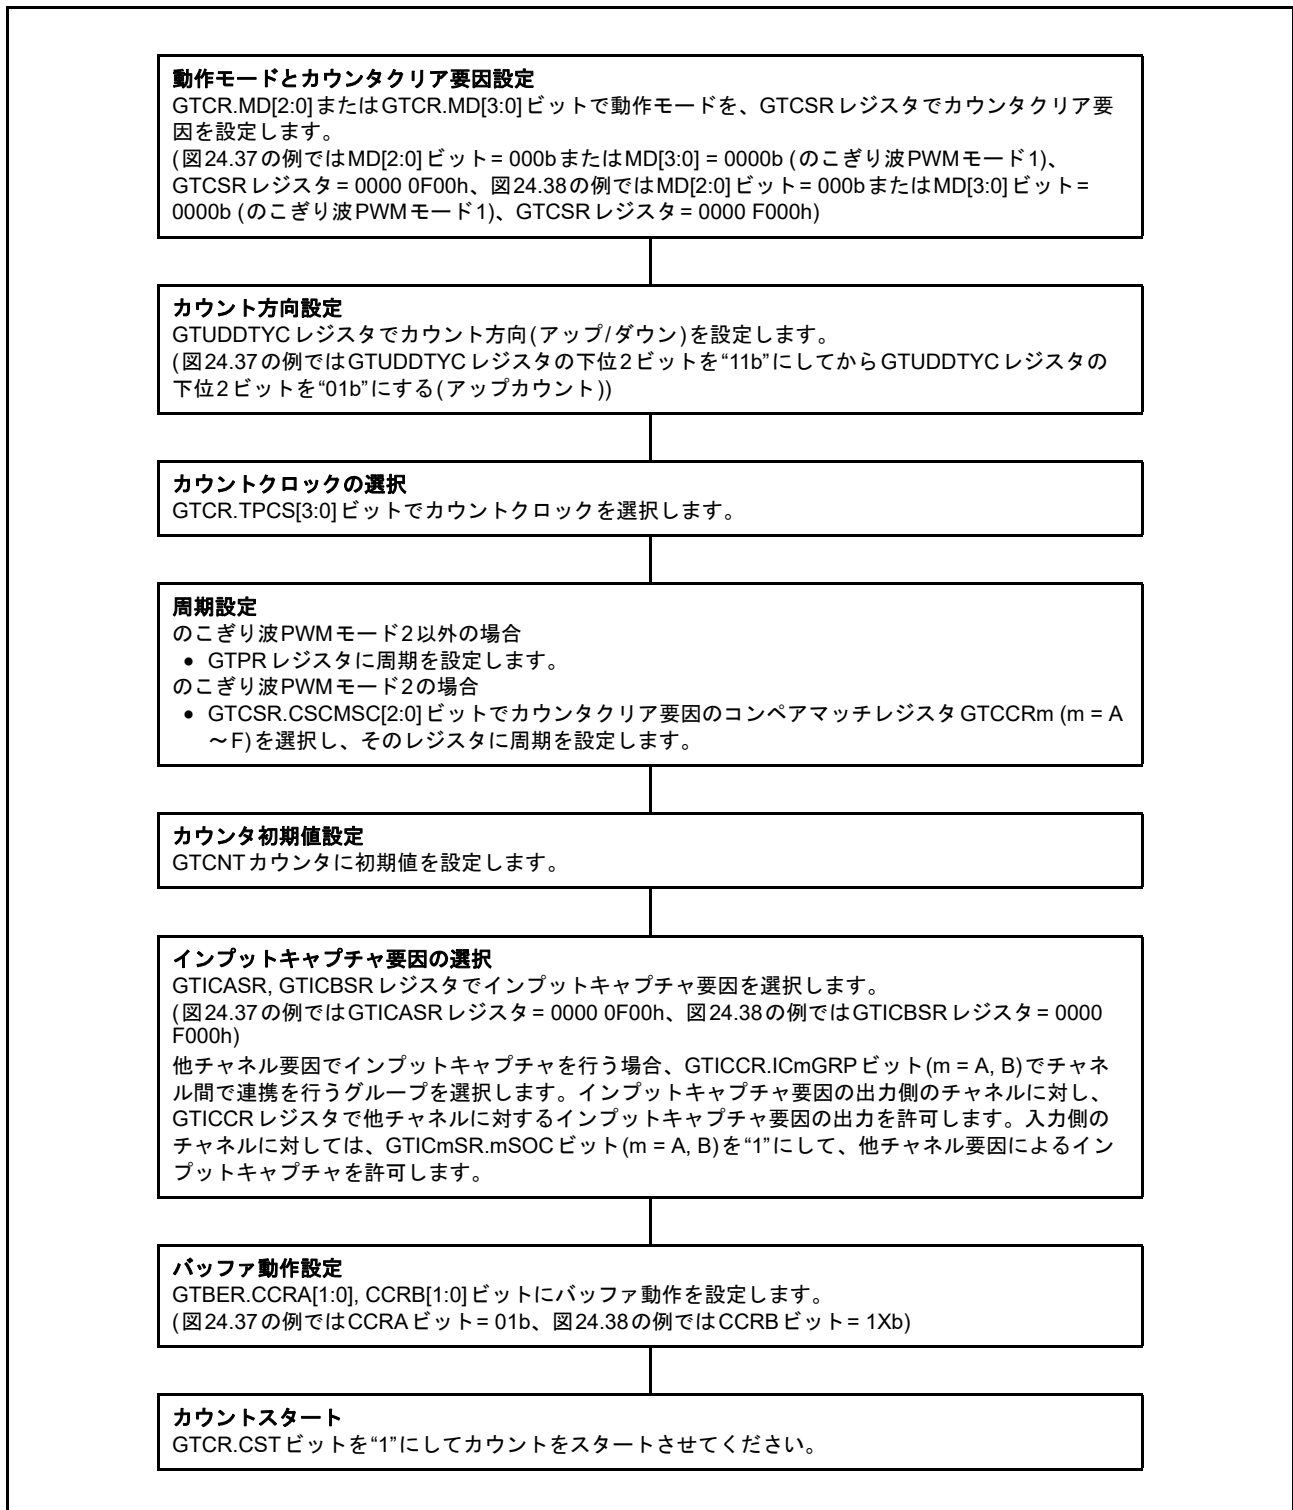 動作モードとカウンタクリア要因設定
GTCR.MD[2:0]またはGTCR.MD[3:0]ビットで動作モードを、GTCSRレジスタでカウンタクリア要
因を設定します。
(図24.37の例ではMD[2:0]ビット= 000bまたはMD[3:0] = 0000b (のこぎり波PWMモード1)、
GTCSRレジスタ= 0000 0F00h、図24.38の例ではMD[2:0]ビット= 000bまたはMD[3:0]ビット=
0000b (のこぎり波PWMモード1)、GTCSRレジスタ= 0000 F000h)
カウント方向設定
GTUDDTYCレジスタでカウント方向(アップ/ダウン)を設定します。
(図24.37の例ではGTUDDTYCレジスタの下位2ビットを“11b”にしてからGTUDDTYCレジスタの
下位2ビットを“01b”にする(アップカウント))
カウントクロックの選択
GTCR.TPCS[3:0]ビットでカウントクロックを選択します。
周期設定
のこぎり波PWMモード2以外の場合
● GTPRレジスタに周期を設定します。
のこぎり波PWMモード2の場合
● GTCSR.CSCMSC[2:0]ビットでカウンタクリア要因のコンペアマッチレジスタGTCCRm (m = A
～F)を選択し、そのレジスタに周期を設定します。
カウンタ初期値設定
GTCNTカウンタに初期値を設定します。
インプットキャプチャ要因の選択
GTICASR, GTICBSRレジスタでインプットキャプチャ要因を選択します。
(図24.37の例ではGTICASRレジスタ= 0000 0F00h、図24.38の例ではGTICBSRレジスタ= 0000
F000h)
他チャネル要因でインプットキャプチャを行う場合、GTICCR.ICmGRPビット(m = A, B)でチャネ
ル間で連携を行うグループを選択します。インプットキャプチャ要因の出力側のチャネルに対し、
GTICCRレジスタで他チャネルに対するインプットキャプチャ要因の出力を許可します。入力側の
チャネルに対しては、GTICmSR.mSOCビット(m = A, B)を“1”にして、他チャネル要因によるイン
プットキャプチャを許可します。
バッファ動作設定
GTBER.CCRA[1:0], CCRB[1:0]ビットにバッファ動作を設定します。
(図24.37の例ではCCRAビット= 01b、図24.38の例ではCCRBビット= 1Xb)
カウントスタート
GTCR.CSTビットを“1”にしてカウントをスタートさせてください。